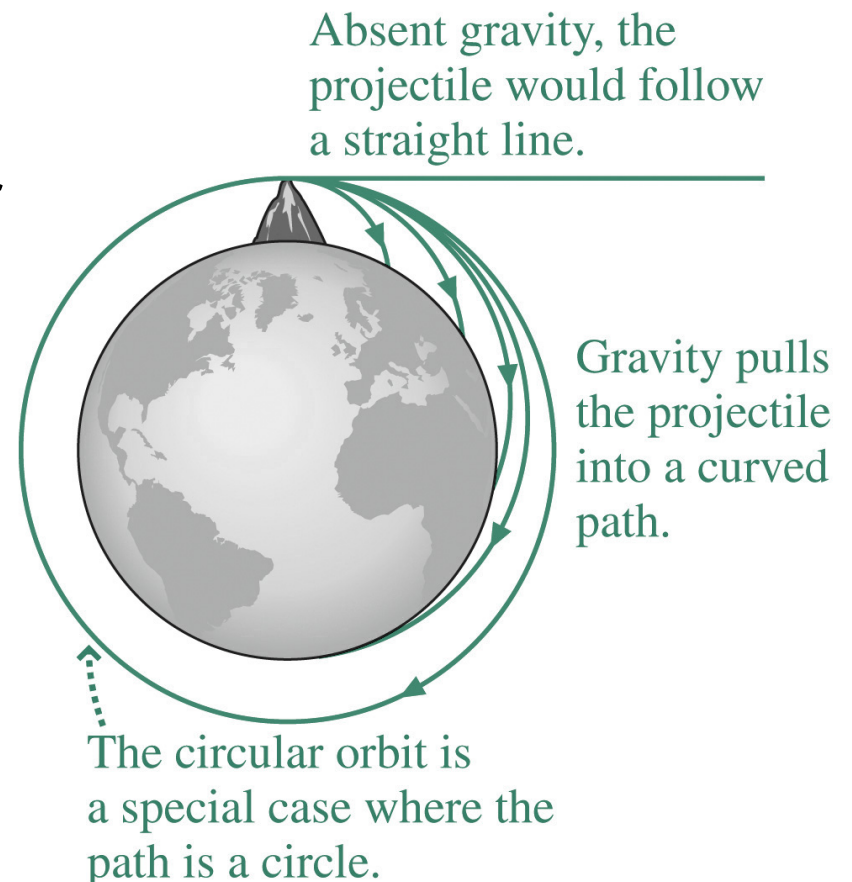 Absent gravity, the
projectile would follow
a straight line.
Gravity pulls
the projectile
into a curved
path.
The circular orbit is
a special case where the
path is a circle.